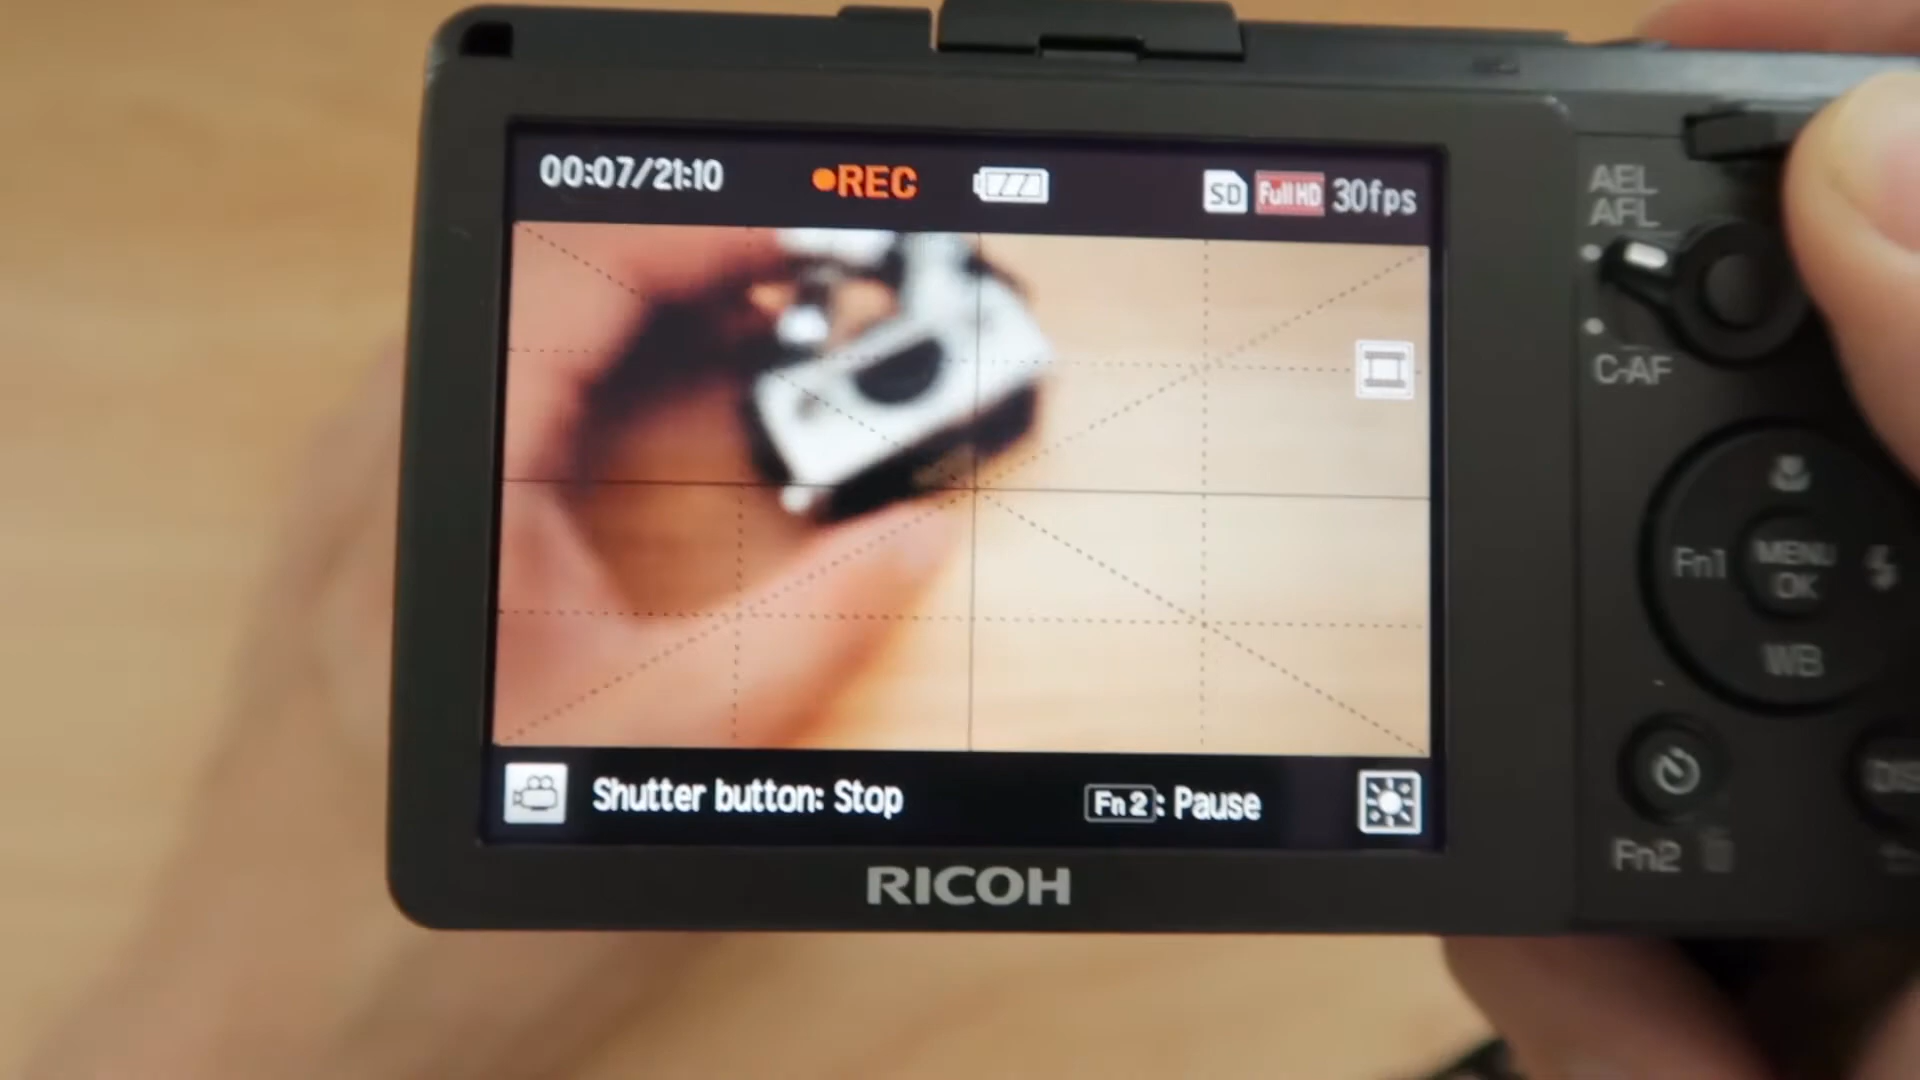 00:07/21:10 ●REC SD Full HD 30fps
AEL
AFL
C-AF
Fn1 MENU
OK
WB
Shutter button: Stop Fn2: Pause
Fn2
RICOH